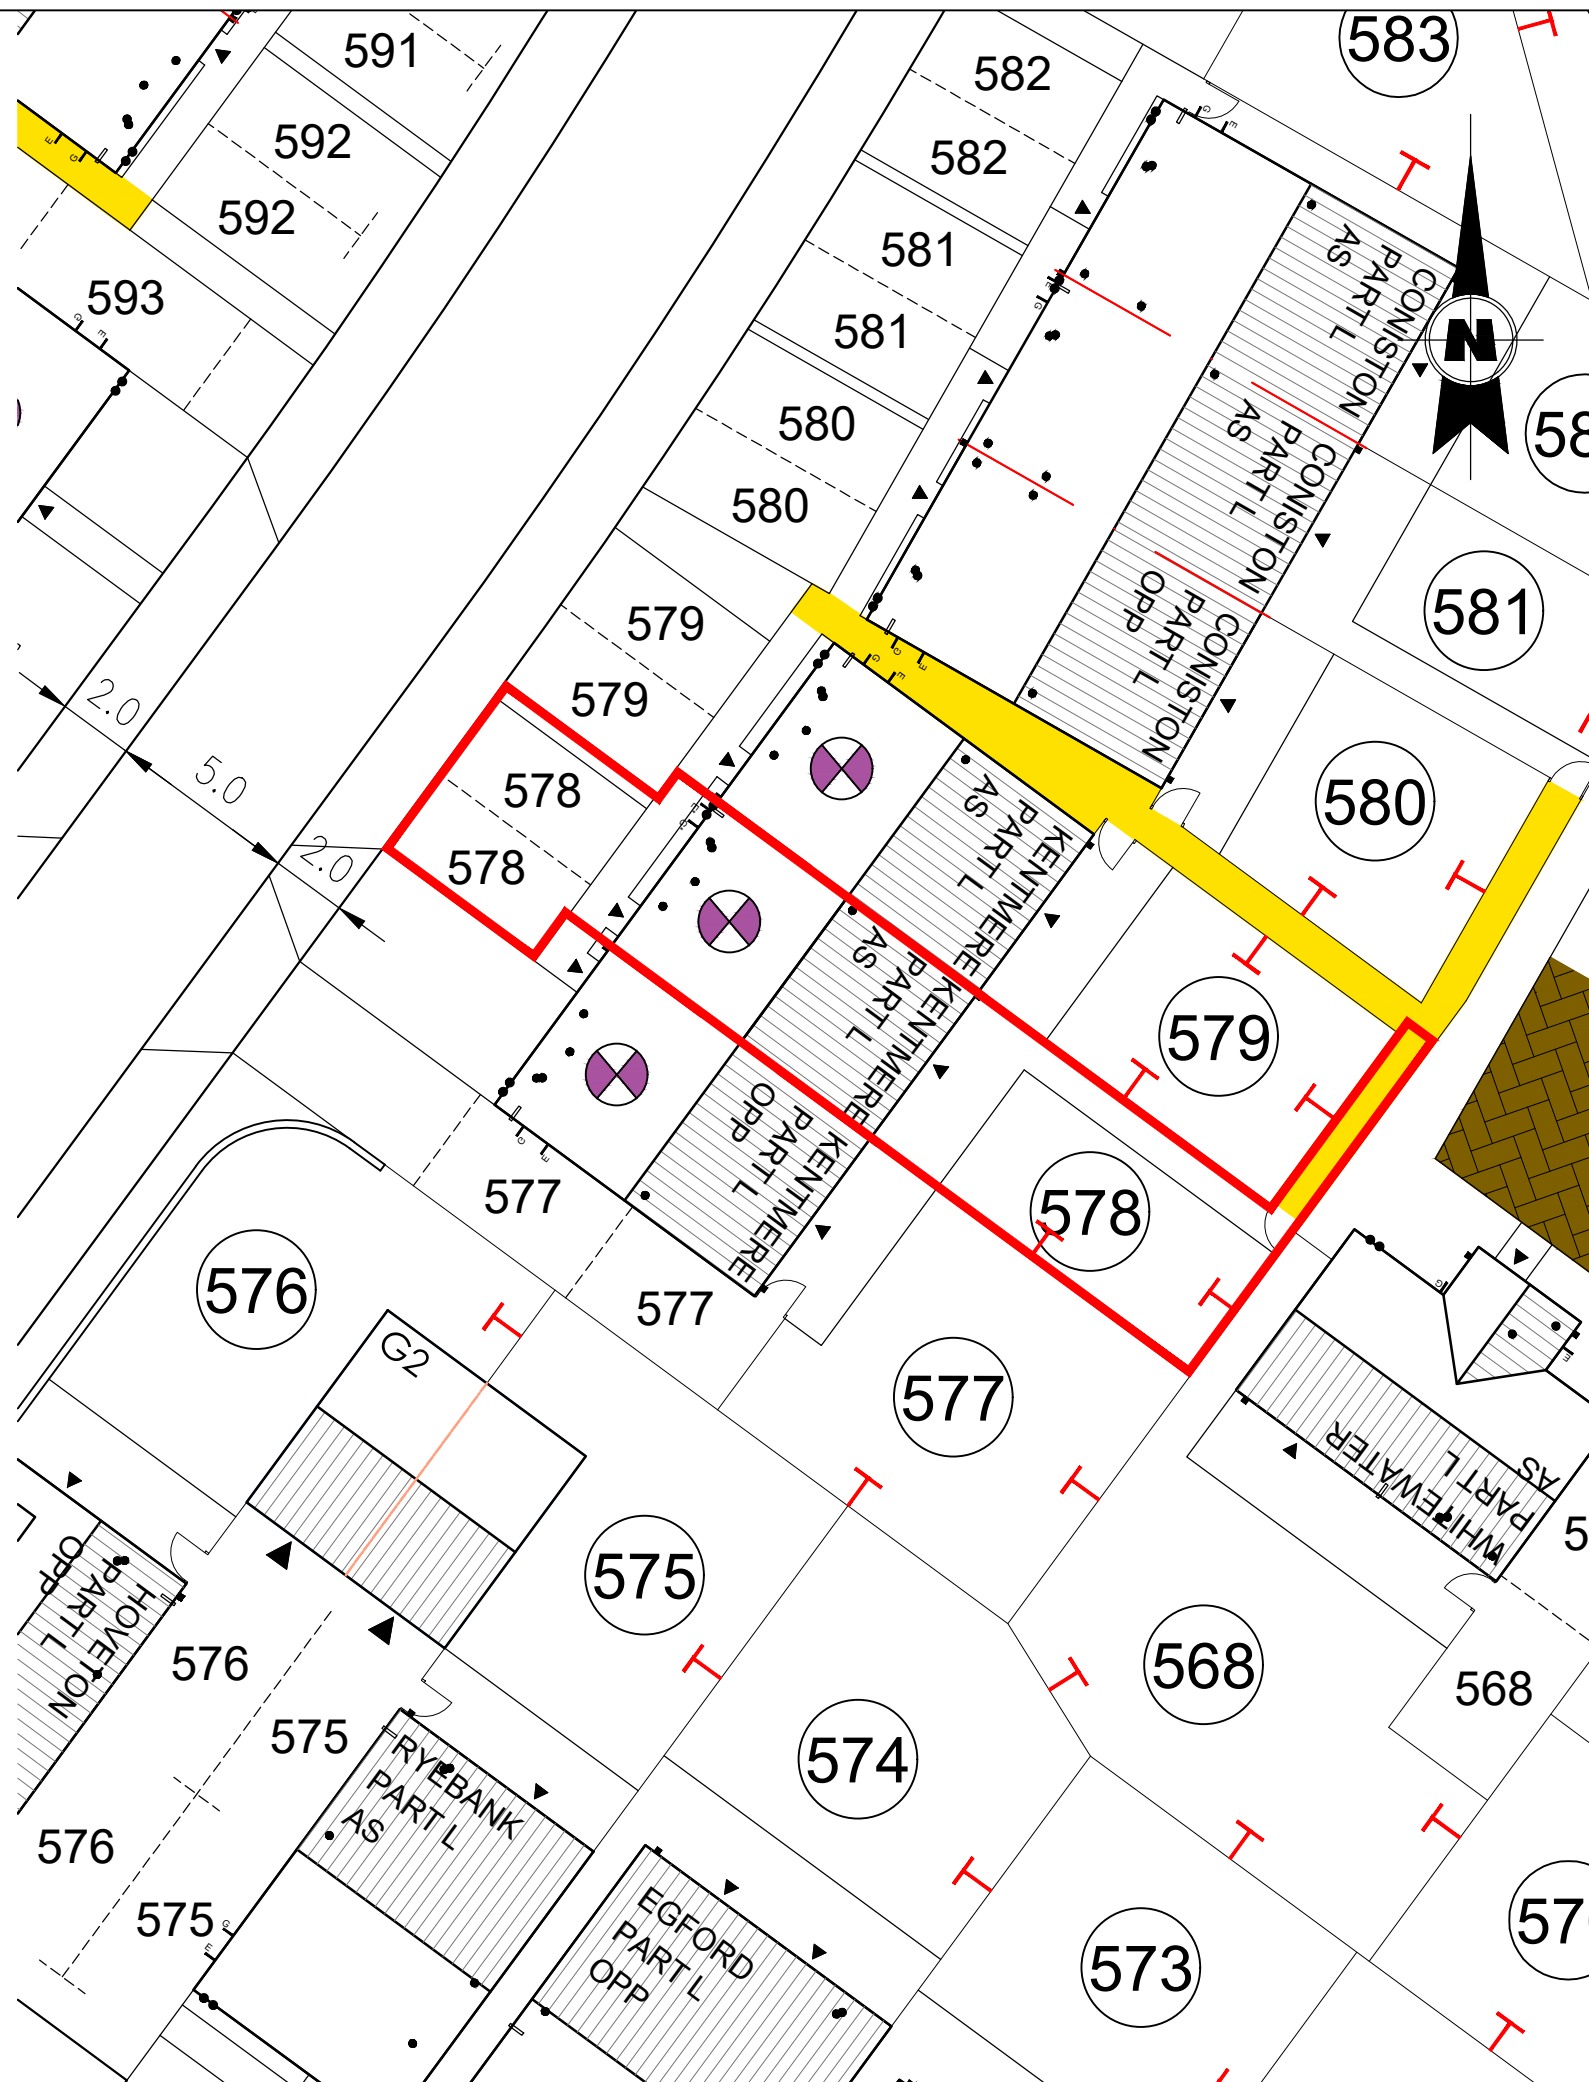 591
592
592
593
582
582
581
581
580
580
579
579
578
578
583
N
58
581
580
579
578
577
576
575
574
573
568
568
57
5
577
577
576
575
576
575
2.0
5.0
2.0
G2
CONISTON
PART L
AS
CONISTON
PART L
AS
CONISTON
PART L
OPP
KENTMERE
PART L
AS
KENTMERE
PART L
AS
KENTMERE
PART L
OPP
WHITEWATER
PART L
AS
HOVETON
PART L
OPP
RYEBANK
PART L
AS
EGFORD
PART L
OPP
E
G
G
E
G
E
E
G
G
E
G
E
G
E
G
E
G
E